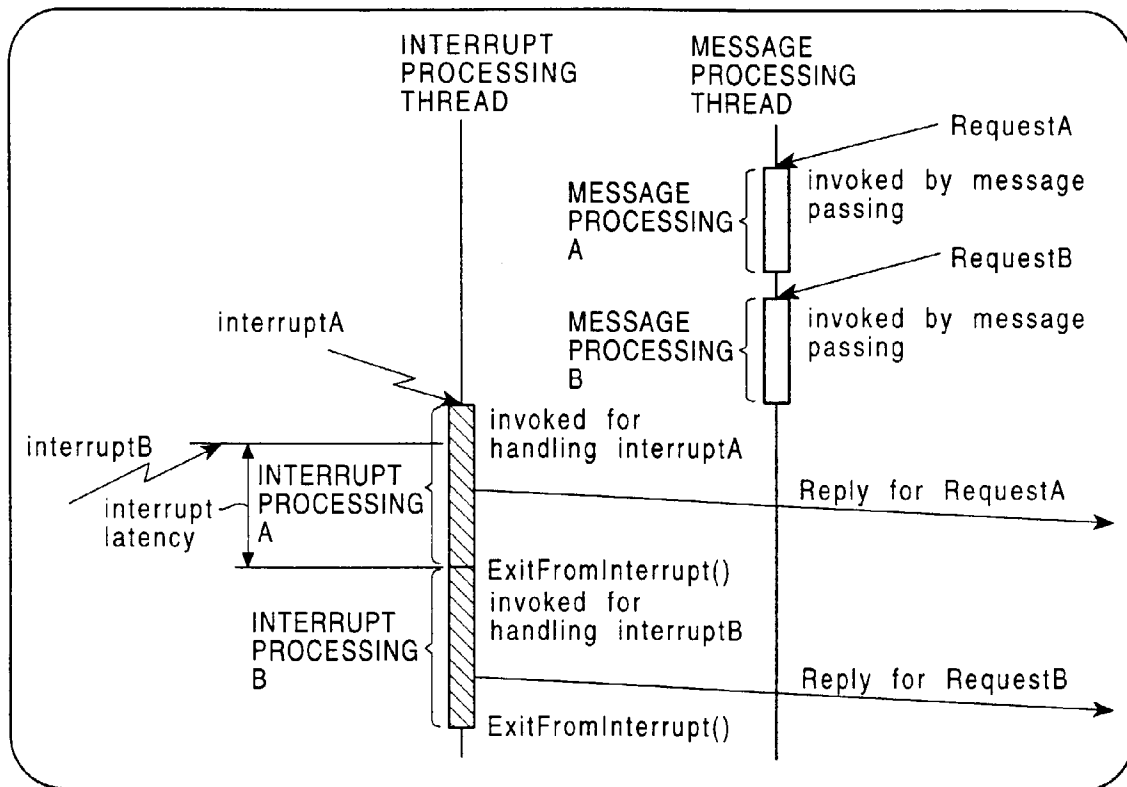 INTERRUPT
PROCESSING
THREAD
MESSAGE
PROCESSING
THREAD
RequestA
MESSAGE
PROCESSING
A
invoked by message
passing
RequestB
interruptA
MESSAGE
PROCESSING
B
invoked by message
passing
invoked for
handling interruptA
interruptB
INTERRUPT
PROCESSING
A
interrupt
latency
Reply for RequestA
ExitFromInterrupt()
invoked for
handling interruptB
INTERRUPT
PROCESSING
B
Reply for RequestB
ExitFromInterrupt()